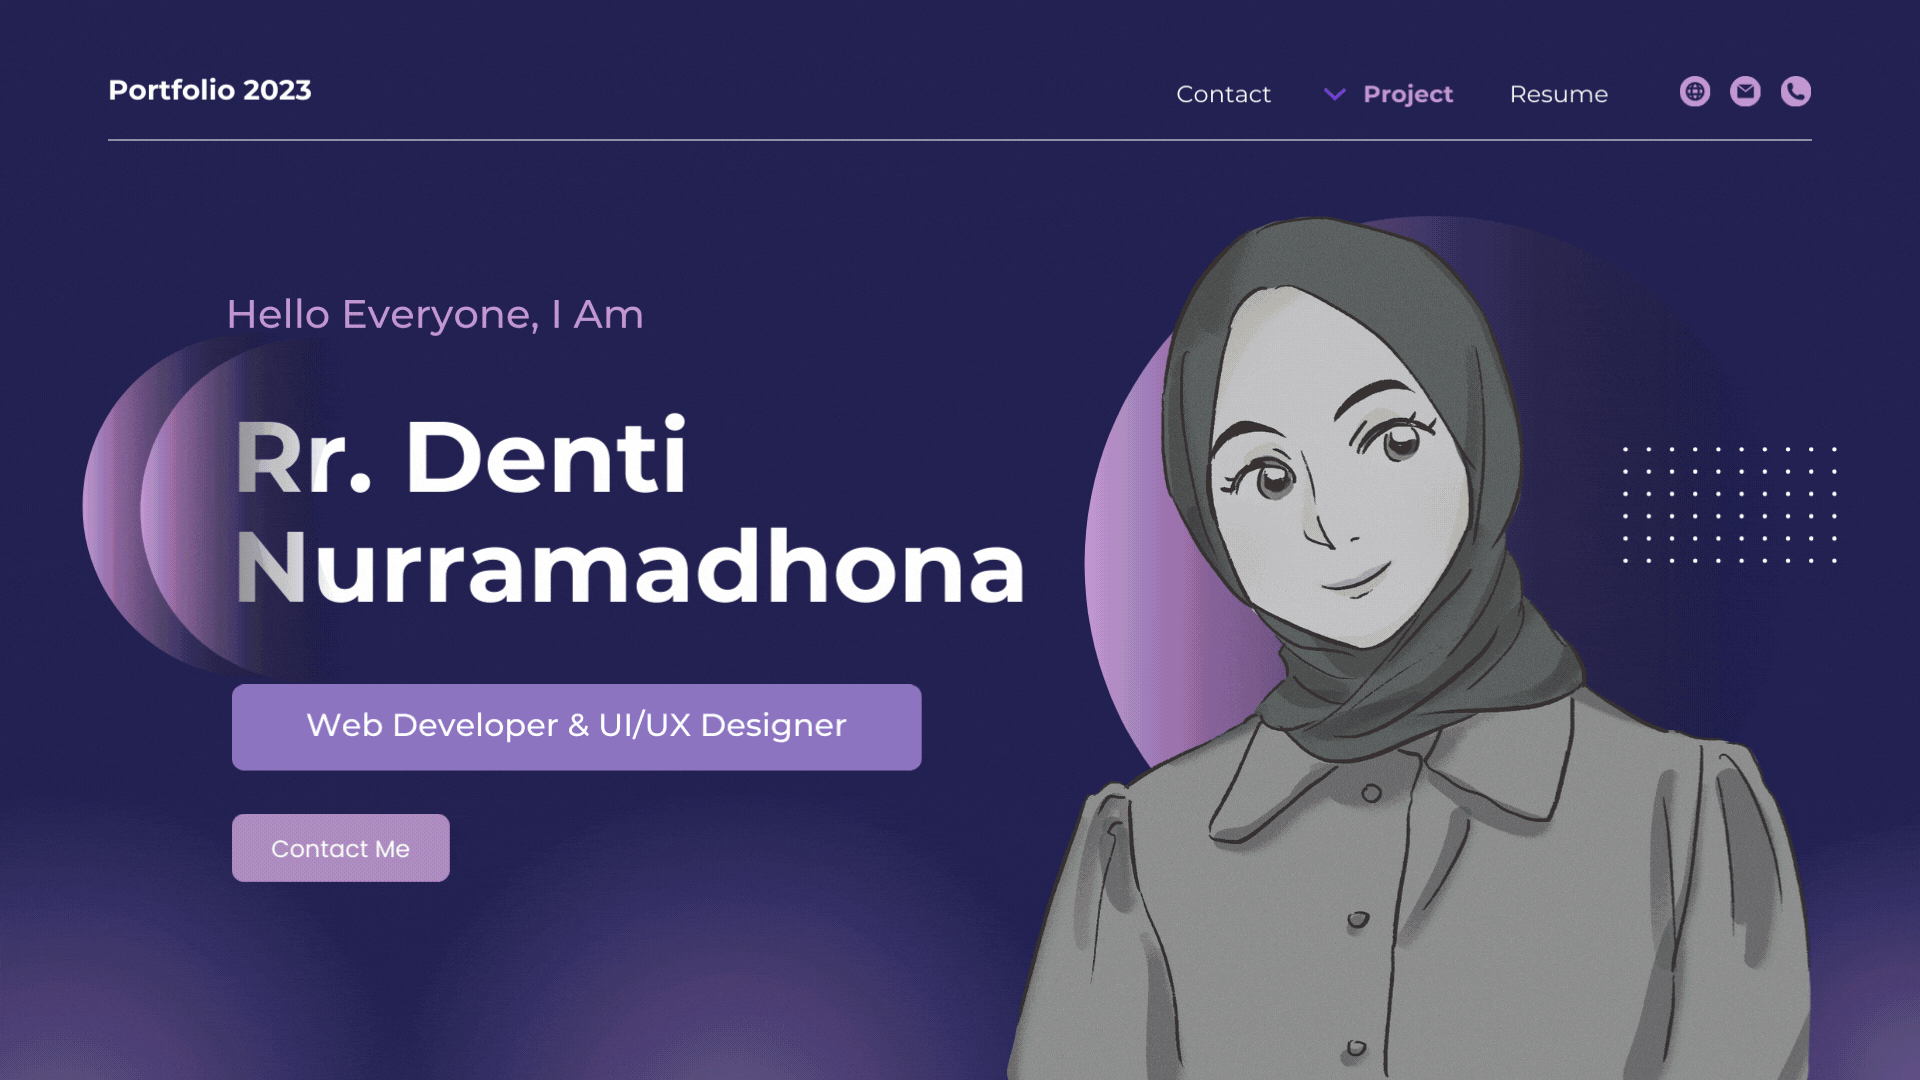 Portfolio 2023
Contact
Project
Resume
Hello Everyone, I Am
Rr. Denti
Nurramadhona
Web Developer & UI/UX Designer
Contact Me